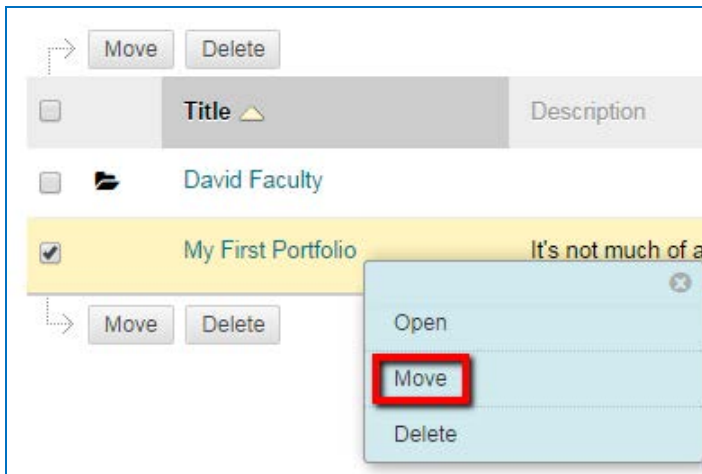 Move Delete
Title Description
David Faculty
My First Portfolio It's not much of a
Move Delete
Open
Move
Delete